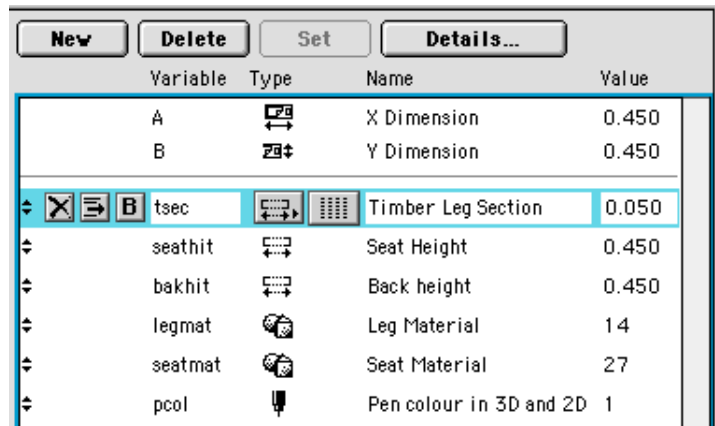 New Delete Set Details...
Variable Type Name Value
A X Dimension 0.450
B Y Dimension 0.450
B tsec Timber Leg Section 0.050
seathit Seat Height 0.450
bakhit Back height 0.450
legmat Leg Material 14
seatmat Seat Material 27
pcol Pen colour in 3D and 2D 1